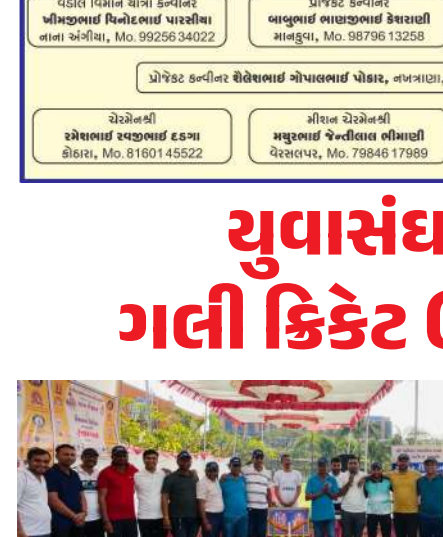 વડીલ વિમાન યાત્રા કન્વીનર
ખીમજીભાઈ વિનોદભાઈ પારસીયા
નાના અંગીયા, Mo. 99256 34022
પ્રોજેકટ કન્વીનર
બાબુભાઈ ભાણજીભાઈ કેશરાણી
માનકુવા, Mo. 98796 13258
પ્રોજેકટ કન્વીનર શૈલેશભાઈ ગોપાલભાઈ પોકાર, નખત્રાણા,
ચેરમેનશ્રી
રમેશભાઈ રવજીભાઈ દડગા
કોઠારા, Mo. 81601 45522
મીશન ચેરમેનશ્રી
મયુરભાઈ જેન્તીલાલ ભીમાણી
વેરસલપર, Mo. 79846 17989
યુવાસંઘ
ગલી ક્રિકેટ